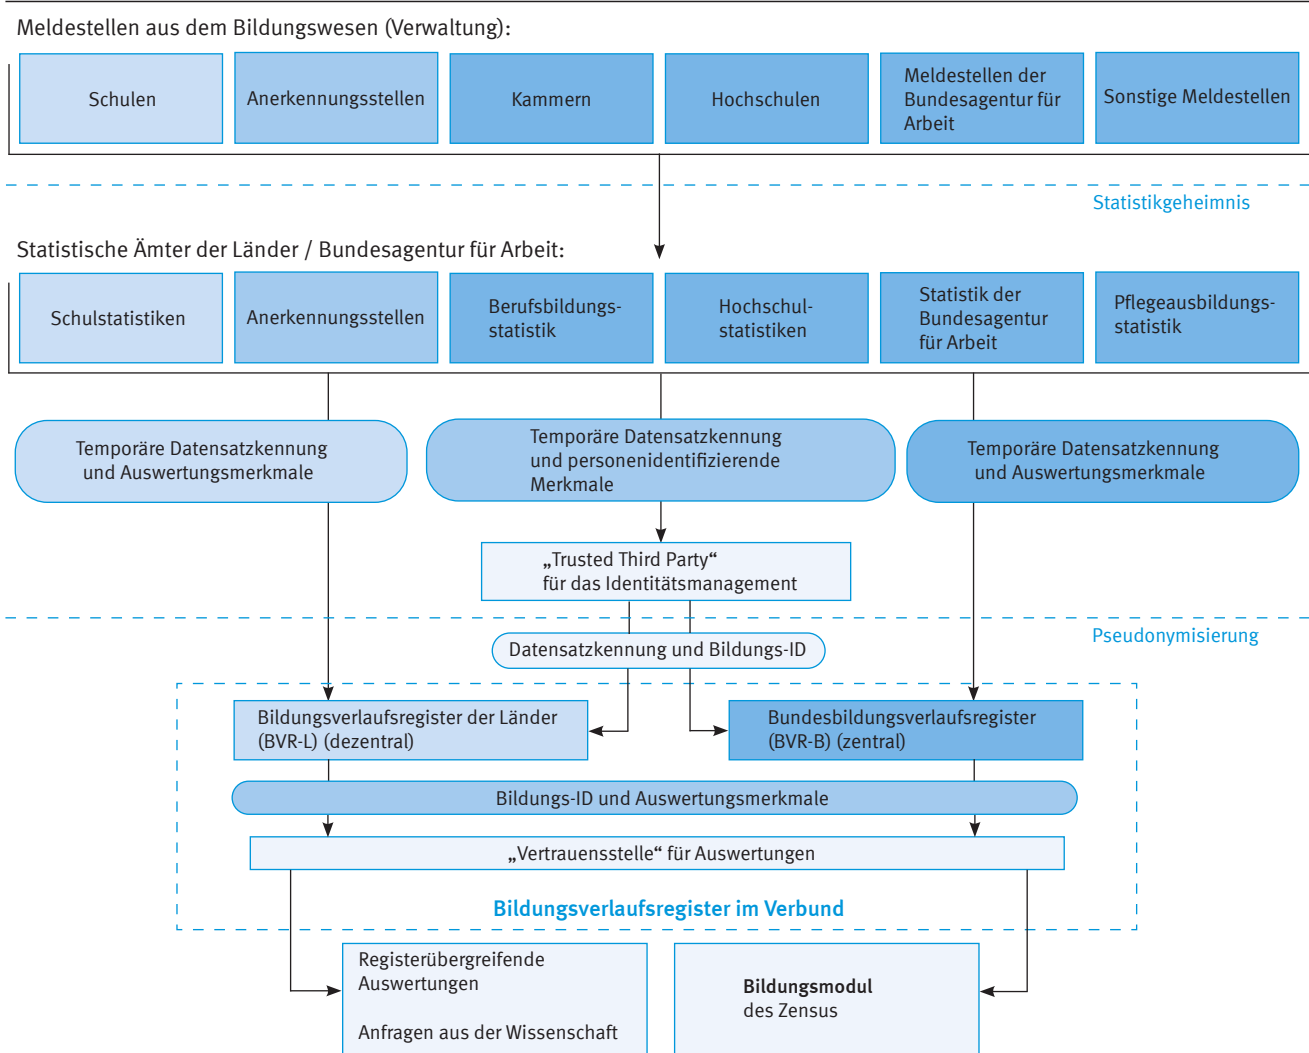 Meldestellen aus dem Bildungswesen (Verwaltung):
Schulen
Anerkennungsstellen
Kammern
Hochschulen
Meldestellen der
Bundesagentur für
Arbeit
Sonstige Meldestellen
Statistikgeheimnis
Statistische Ämter der Länder / Bundesagentur für Arbeit:
Schulstatistiken
Anerkennungsstellen
Berufsbildungs-
statistik
Hochschul-
statistiken
Statistik der
Bundesagentur
für Arbeit
Pflegeausbildungs-
statistik
Temporäre Datensatzkennung
und Auswertungsmerkmale
Temporäre Datensatzkennung
und personenidentifizierende
Merkmale
Temporäre Datensatzkennung
und Auswertungsmerkmale
„Trusted Third Party“
für das Identitätsmanagement
Pseudonymisierung
Datensatzkennung und Bildungs-ID
Bildungsverlaufsregister der Länder
(BVR-L) (dezentral)
Bundesbildungsverlaufsregister
(BVR-B) (zentral)
Bildungs-ID und Auswertungsmerkmale
„Vertrauensstelle“ für Auswertungen
Bildungsverlaufsregister im Verbund
Registerübergreifende
Auswertungen
Anfragen aus der Wissenschaft
Bildungsmodul
des Zensus